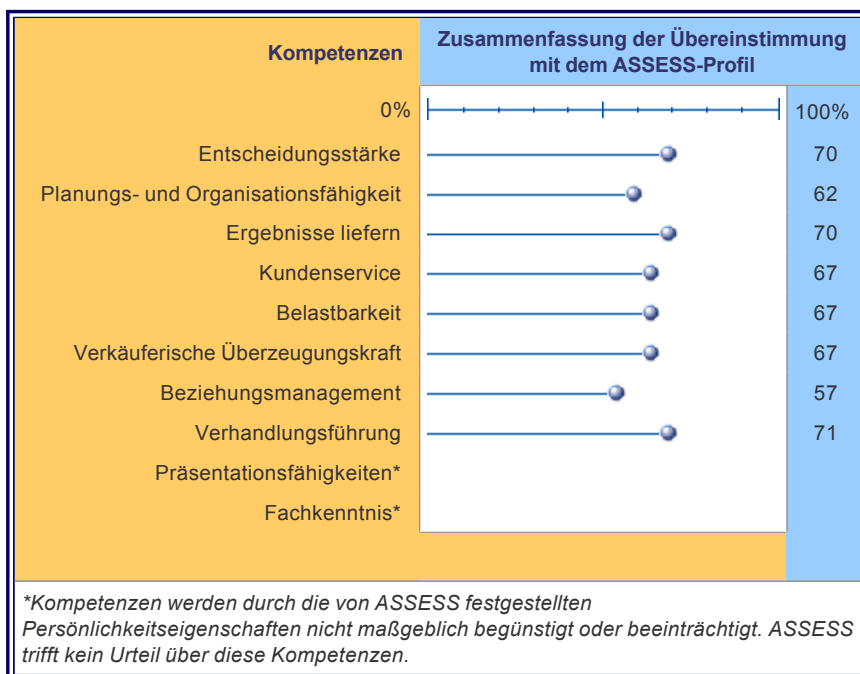 Kompetenzen
Zusammenfassung der Übereinstimmung
mit dem ASSESS-Profil
0% 100%
Entscheidungsstärke 70
Planungs- und Organisationsfähigkeit 62
Ergebnisse liefern 70
Kundenservice 67
Belastbarkeit 67
Verkäuferische Überzeugungskraft 67
Beziehungsmanagement 57
Verhandlungsführung 71
Präsentationsfähigkeiten*
Fachkenntnis*
*Kompetenzen werden durch die von ASSESS festgestellten
Persönlichkeitseigenschaften nicht maßgeblich begünstigt oder beeinträchtigt. ASSESS
trifft kein Urteil über diese Kompetenzen.